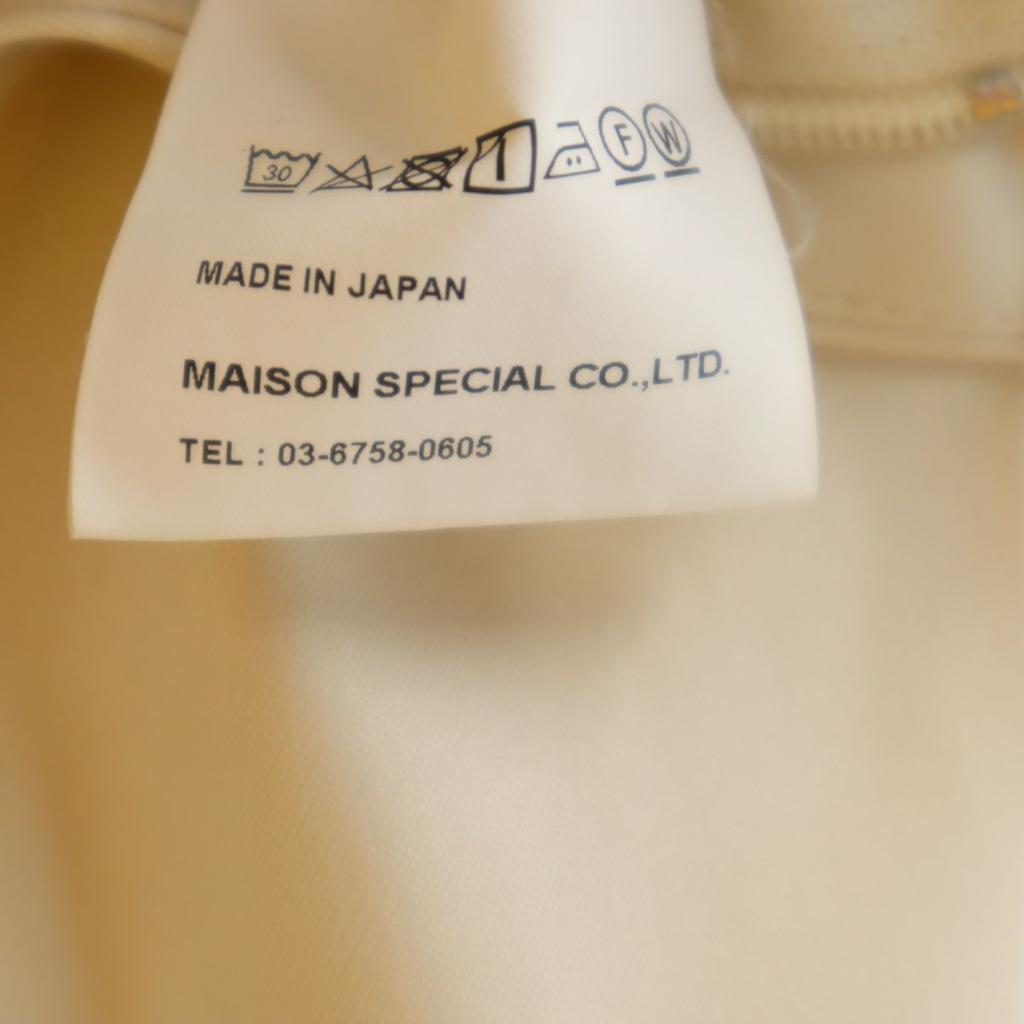 30 F W
MADE IN JAPAN
MAISON SPECIAL CO.,LTD.
TEL : 03-6758-0605